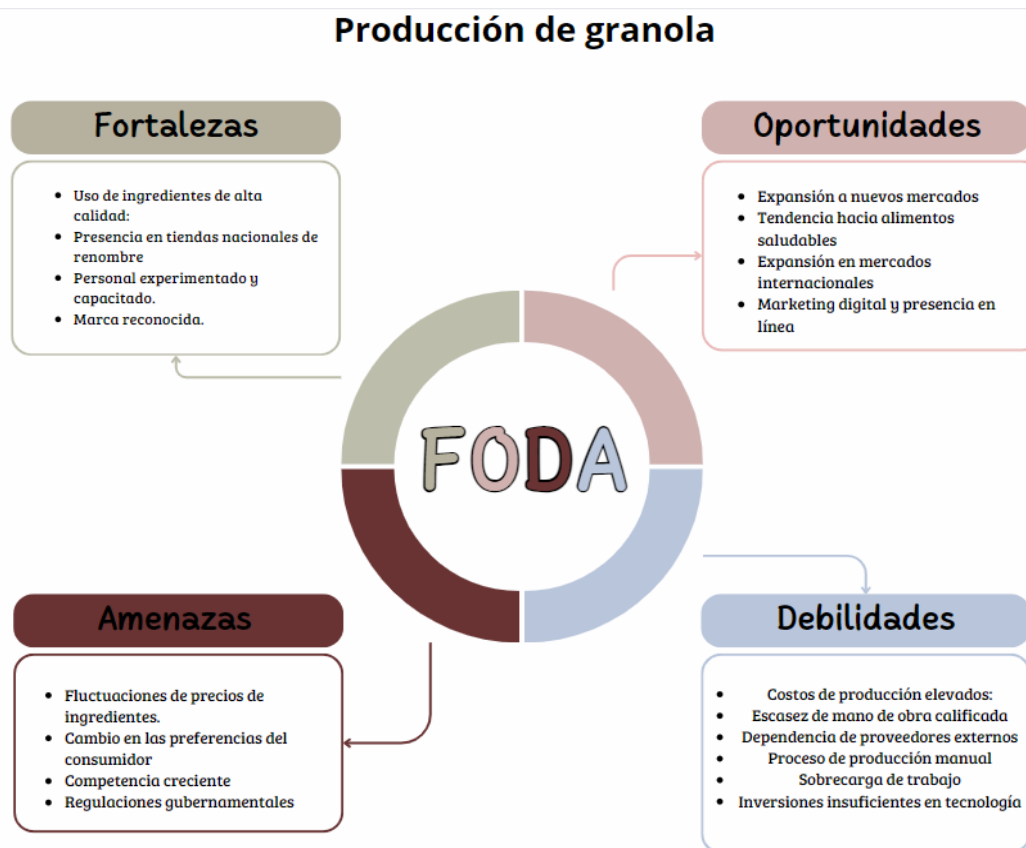 Producción de granola
Fortalezas
• Uso de ingredientes de alta
calidad:
• Presencia en tiendas nacionales de
renombre
• Personal experimentado y
capacitado.
• Marca reconocida.
Oportunidades
• Expansión a nuevos mercados
• Tendencia hacia alimentos
saludables
• Expansión en mercados
internacionales
• Marketing digital y presencia en
línea
FODA
Amenazas
• Fluctuaciones de precios de
ingredientes.
• Cambio en las preferencias del
consumidor
• Competencia creciente
• Regulaciones gubernamentales
Debilidades
• Costos de producción elevados:
• Escasez de mano de obra calificada
• Dependencia de proveedores externos
• Proceso de producción manual
• Sobrecarga de trabajo
• Inversiones insuficientes en tecnología